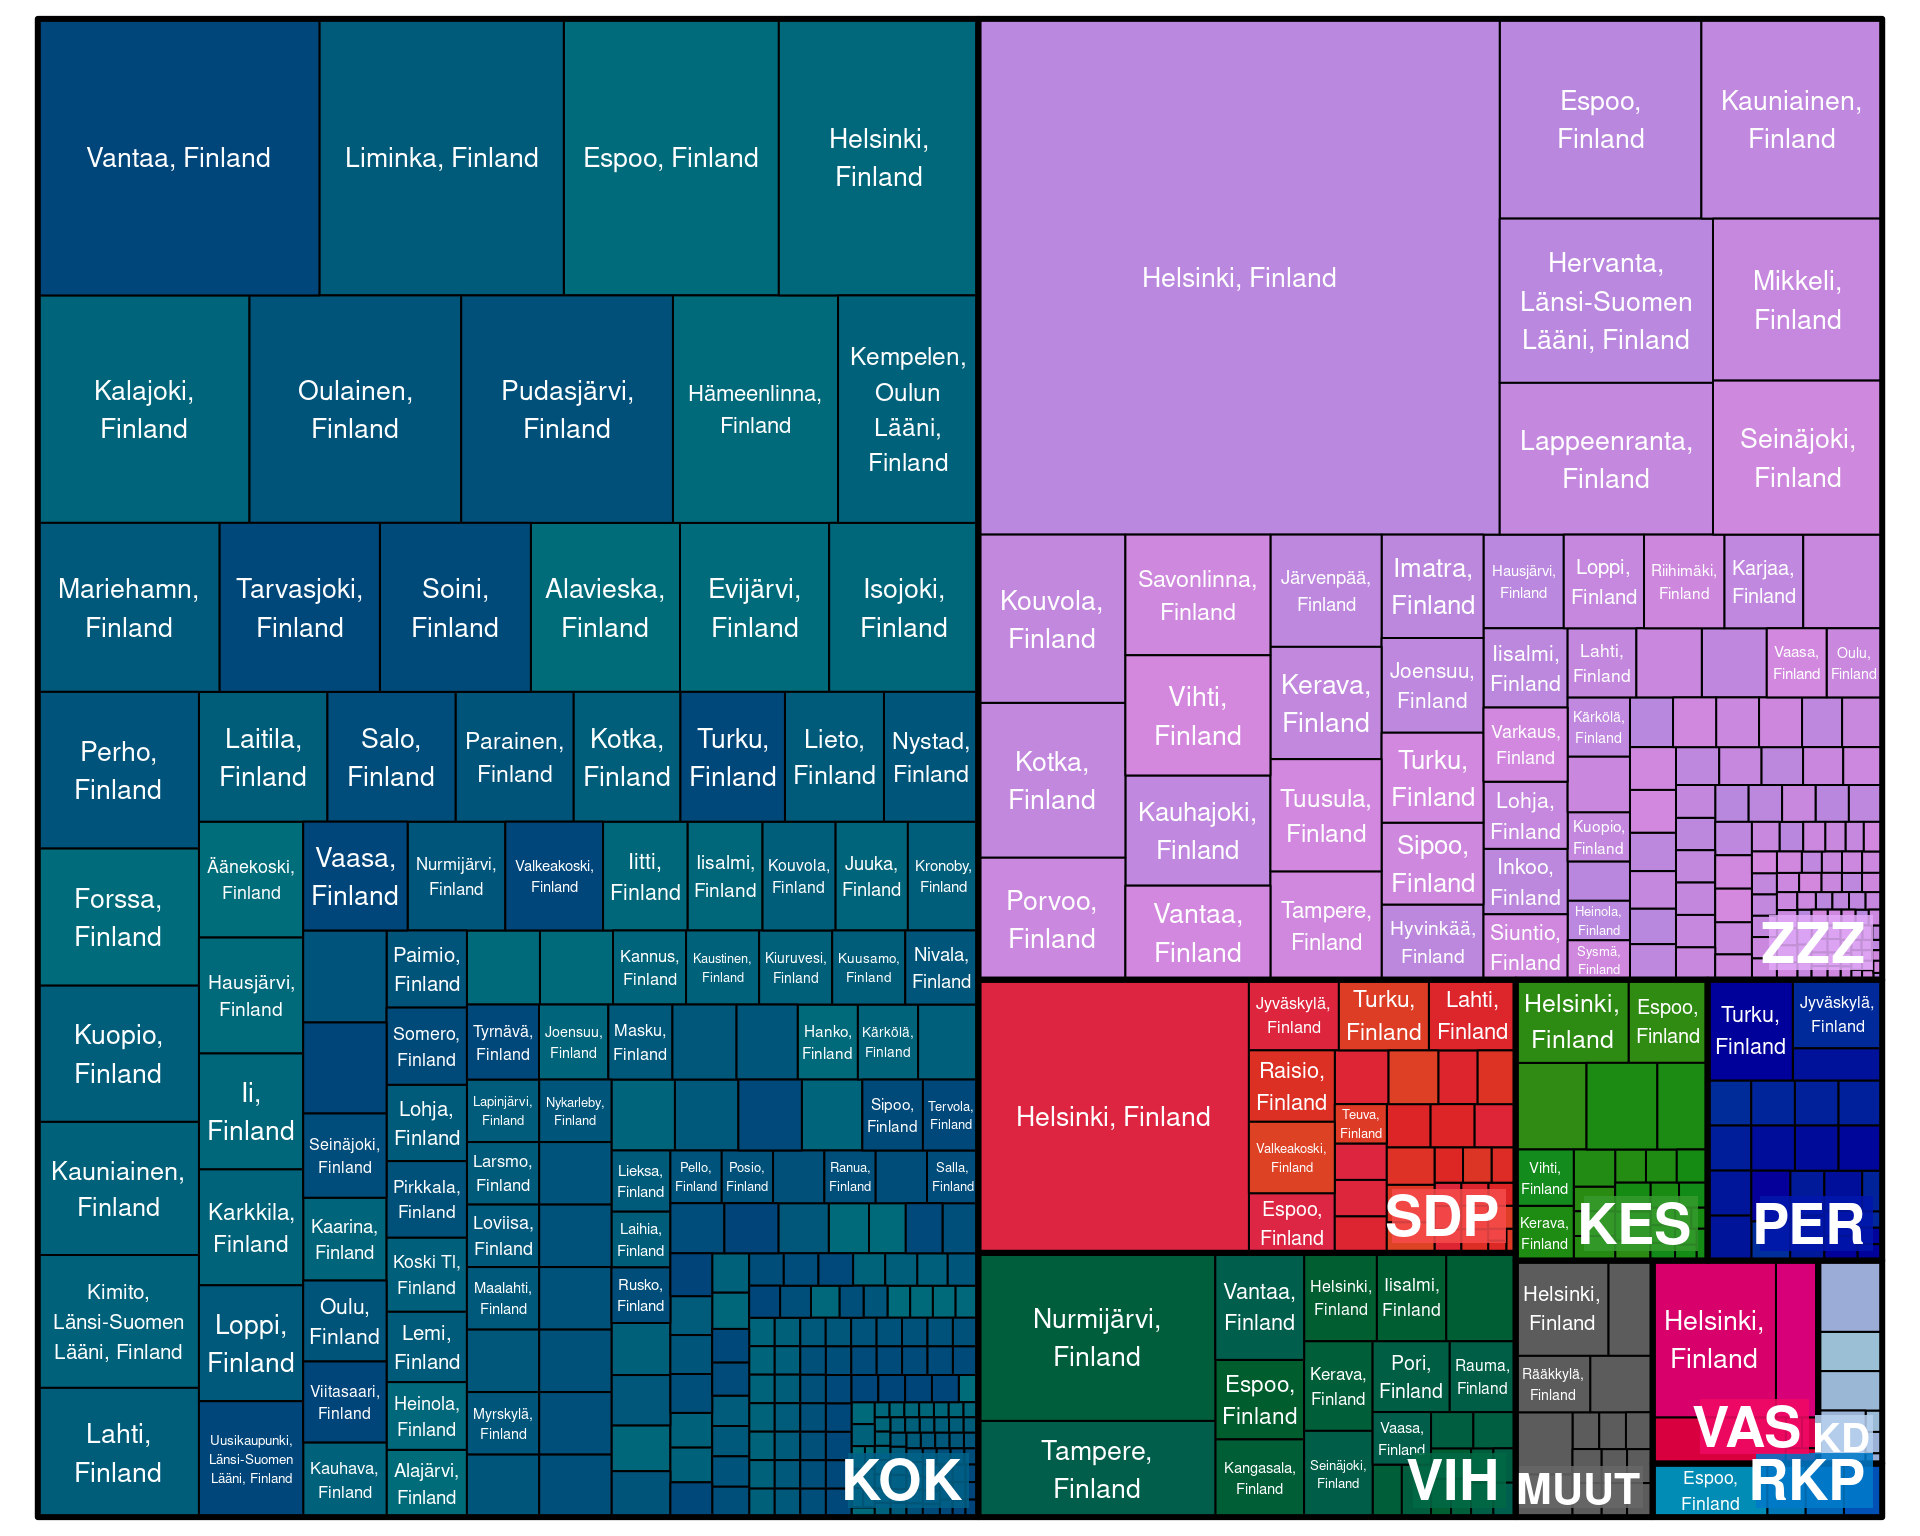 Vantaa, Finland
Liminka, Finland
Espoo, Finland
Helsinki,
Finland
Kalajoki,
Finland
Oulainen,
Finland
Pudasjärvi,
Finland
Hämeenlinna,
Finland
Kempelen,
Oulun
Lääni,
Finland
Mariehamn,
Finland
Tarvasjoki,
Finland
Soini,
Finland
Alavieska,
Finland
Evijärvi,
Finland
Isojoki,
Finland
Perho,
Finland
Forssa,
Finland
Kuopio,
Finland
Kauniainen,
Finland
Kimito,
Länsi-Suomen
Lääni, Finland
Lahti,
Finland
Laitila,
Finland
Salo,
Finland
Parainen,
Finland
Kotka,
Finland
Turku,
Finland
Lieto,
Finland
Nystad,
Finland
Äänekoski,
Finland
Hausjärvi,
Finland
Ii,
Finland
Karkkila,
Finland
Loppi,
Finland
Uusikaupunki,
Länsi-Suomen
Lääni, Finland
Vaasa,
Finland
Nurmijärvi,
Finland
Valkeakoski,
Finland
Iitti,
Finland
Iisalmi,
Finland
Kouvola,
Finland
Juuka,
Finland
Kronoby,
Finland
Seinäjoki,
Finland
Kaarina,
Finland
Oulu,
Finland
Viitasaari,
Finland
Kauhava,
Finland
Paimio,
Finland
Somero,
Finland
Lohja,
Finland
Pirkkala,
Finland
Koski Tl,
Finland
Lemi,
Finland
Heinola,
Finland
Alajärvi,
Finland
Kannus,
Finland
Kaustinen,
Finland
Kiuruvesi,
Finland
Kuusamo,
Finland
Nivala,
Finland
Tyrnävä,
Finland
Joensuu,
Finland
Masku,
Finland
Hanko,
Finland
Kärkölä,
Finland
Lapinjärvi,
Finland
Nykarleby,
Finland
Sipoo,
Finland
Tervola,
Finland
Larsmo,
Finland
Loviisa,
Finland
Maalahti,
Finland
Myrskylä,
Finland
Lieksa,
Finland
Pello,
Finland
Posio,
Finland
Ranua,
Finland
Salla,
Finland
Laihia,
Finland
Rusko,
Finland
KOK
Helsinki, Finland
Espoo,
Finland
Kauniainen,
Finland
Hervanta,
Länsi-Suomen
Lääni, Finland
Mikkeli,
Finland
Lappeenranta,
Finland
Seinäjoki,
Finland
Kouvola,
Finland
Kotka,
Finland
Porvoo,
Finland
Savonlinna,
Finland
Vihti,
Finland
Kauhajoki,
Finland
Vantaa,
Finland
Järvenpää,
Finland
Kerava,
Finland
Tuusula,
Finland
Tampere,
Finland
Imatra,
Finland
Joensuu,
Finland
Turku,
Finland
Sipoo,
Finland
Hyvinkää,
Finland
Hausjärvi,
Finland
Loppi,
Finland
Riihimäki,
Finland
Karjaa,
Finland
Iisalmi,
Finland
Varkaus,
Finland
Lohja,
Finland
Inkoo,
Finland
Siuntio,
Finland
Lahti,
Finland
Vaasa,
Finland
Oulu,
Finland
Kärkölä,
Finland
Kuopio,
Finland
Heinola,
Finland
Sysmä,
Finland
ZZZ
Helsinki, Finland
Jyväskylä,
Finland
Turku,
Finland
Lahti,
Finland
Raisio,
Finland
Valkeakoski,
Finland
Espoo,
Finland
Teuva,
Finland
SDP
Helsinki,
Finland
Espoo,
Finland
Vihti,
Finland
Kerava,
Finland
KES
Turku,
Finland
Jyväskylä,
Finland
PER
Nurmijärvi,
Finland
Tampere,
Finland
Vantaa,
Finland
Espoo,
Finland
Kangasala,
Finland
Helsinki,
Finland
Iisalmi,
Finland
Kerava,
Finland
Seinäjoki,
Finland
Pori,
Finland
Rauma,
Finland
Vaasa,
Finland
VIH
Helsinki,
Finland
Rääkkylä,
Finland
MUUT
Helsinki,
Finland
VAS
KD
Espoo,
Finland
RKP